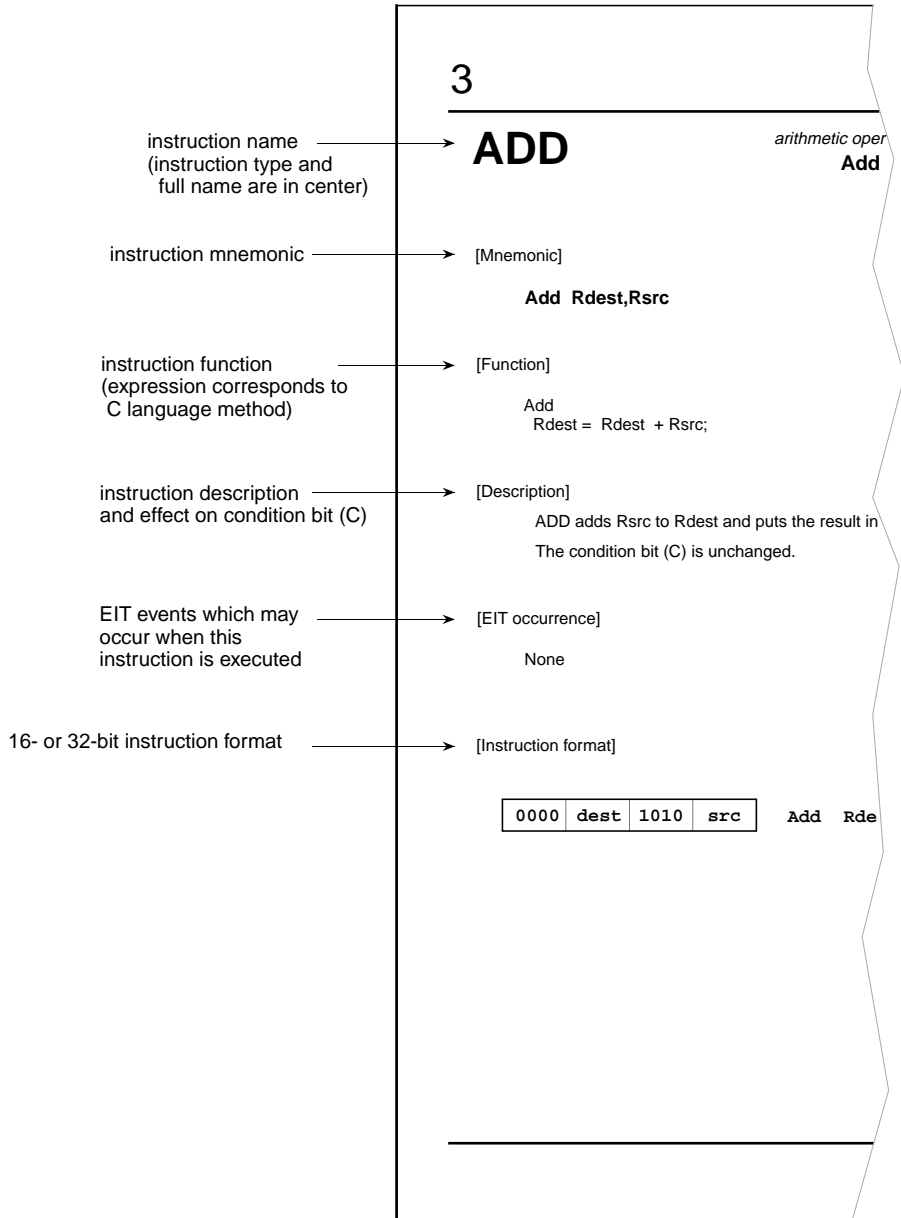 3
instruction name
(instruction type and
full name are in center)
ADD
arithmetic oper
Add
instruction mnemonic
[Mnemonic]
Add Rdest,Rsrc
instruction function
(expression corresponds to
C language method)
[Function]
Add
Rdest = Rdest + Rsrc;
instruction description
and effect on condition bit (C)
[Description]
ADD adds Rsrc to Rdest and puts the result in
The condition bit (C) is unchanged.
EIT events which may
occur when this
instruction is executed
[EIT occurrence]
None
16- or 32-bit instruction format
[Instruction format]
0000 dest 1010 src Add Rde